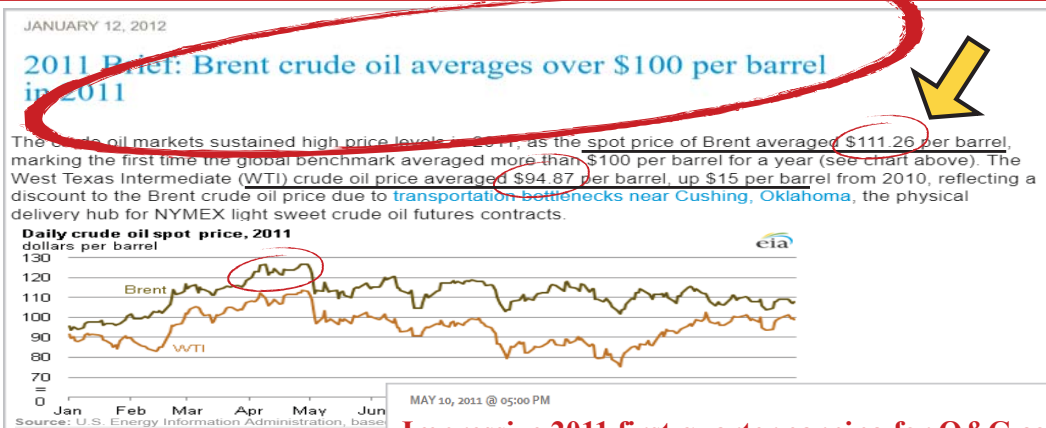 JANUARY 12, 2012
2011 Brief: Brent crude oil averages over $100 per barrel
in 2011
The crude oil markets sustained high price levels in 2011, as the spot price of Brent averaged $111.26 per barrel,
marking the first time the global benchmark averaged more than $100 per barrel for a year (see chart above). The
West Texas Intermediate (WTI) crude oil price averaged $94.87 per barrel, up $15 per barrel from 2010, reflecting a
discount to the Brent crude oil price due to transportation bottlenecks near Cushing, Oklahoma, the physical
delivery hub for NYMEX light sweet crude oil futures contracts.
Daily crude oil spot price, 2011
dollars per barrel
eia
130
120
110
100
90
80
70
=
0
Brent
WTI
Jan Feb Mar Apr May Jun
Source: U.S. Energy Information Administration, base
MAY 10, 2011 @ 05:00 PM